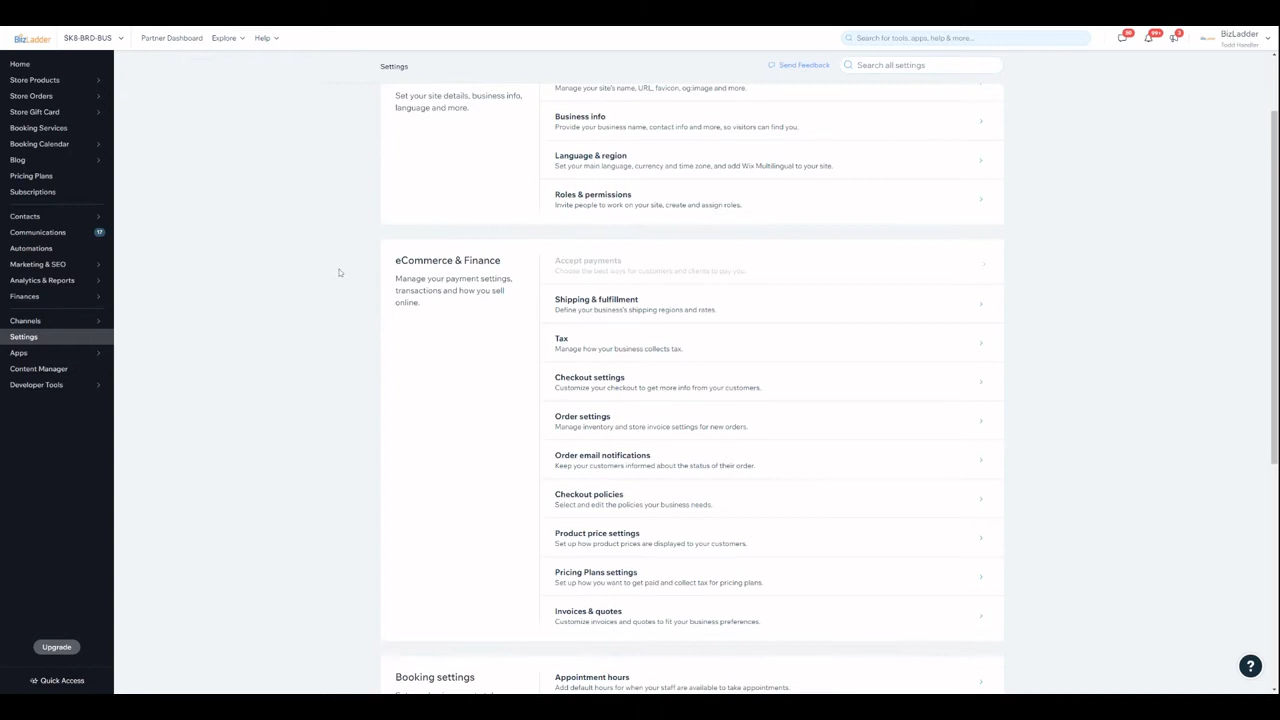 BizLadder
SK8-BRD-BUS
Partner Dashboard
Explore
Help
Search for tools, apps, help & more...
99+
3
BizLadder
Todd Handler
Home
Store Products
Store Orders
Store Gift Card
Booking Services
Booking Calendar
Blog
Pricing Plans
Subscriptions
Contacts
Communications
17
Automations
Marketing & SEO
Analytics & Reports
Finances
Channels
Settings
Apps
Content Manager
Developer Tools
Upgrade
Quick Access
Settings
Send Feedback
Search all settings
Set your site details, business info,
language and more.
Manage your site's name, URL, favicon, og:image and more.
Business info
Provide your business name, contact info and more, so visitors can find you.
Language & region
Set your main language, currency and time zone, and add Wix Multilingual to your site.
Roles & permissions
Invite people to work on your site, create and assign roles.
eCommerce & Finance
Manage your payment settings,
transactions and how you sell
online.
Accept payments
Choose the best ways for customers and clients to pay you.
Shipping & fulfillment
Define your business's shipping regions and rates.
Tax
Manage how your business collects tax.
Checkout settings
Customize your checkout to get more info from your customers.
Order settings
Manage inventory and store invoice settings for new orders.
Order email notifications
Keep your customers informed about the status of their order.
Checkout policies
Select and edit the policies your business needs.
Product price settings
Set up how product prices are displayed to your customers.
Pricing Plans settings
Set up how you want to get paid and collect tax for pricing plans.
Invoices & quotes
Customize invoices and quotes to fit your business preferences.
Booking settings
Appointment hours
Add default hours for when your staff are available to take appointments.
?